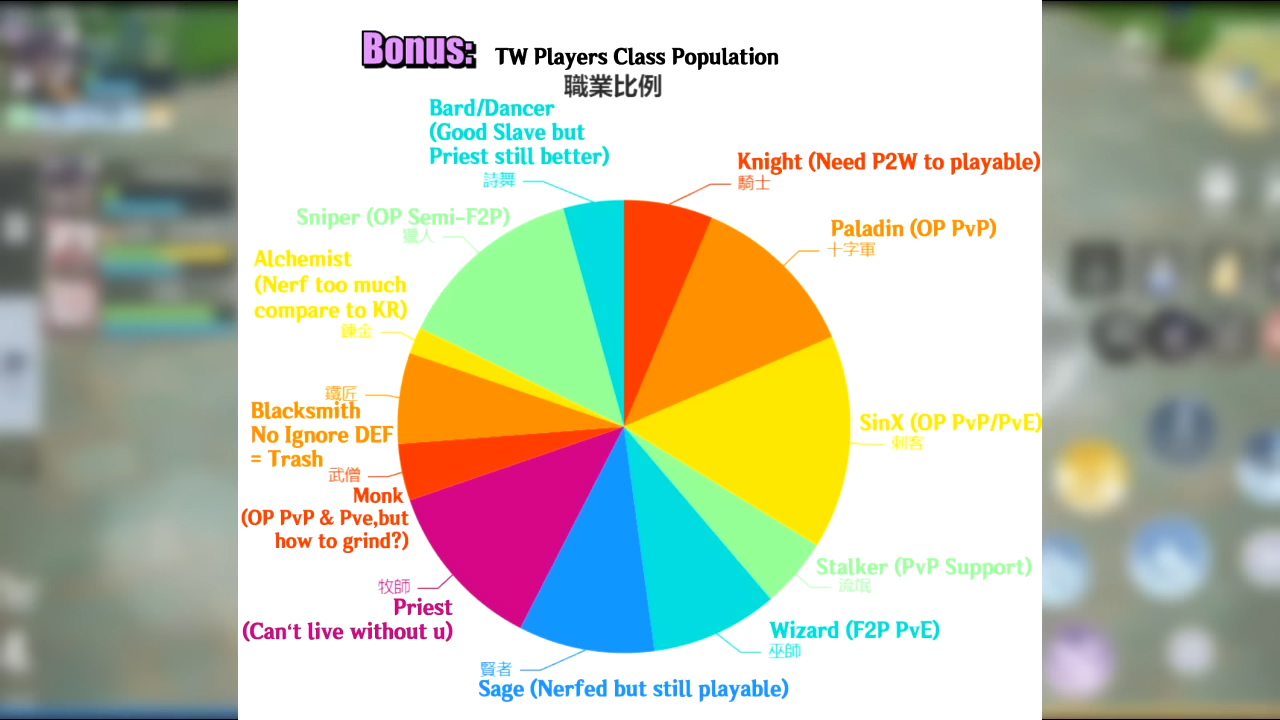 Bonus: TW Players Class Population
職業比例
Bard/Dancer
(Good Slave but
Priest still better)
詩舞
Knight (Need P2W to playable)
騎士
Sniper (OP Semi-F2P)
獵人
Paladin (OP PvP)
十字軍
Alchemist
(Nerf too much
compare to KR)
鍊金
鐵匠
Blacksmith
No Ignore DEF
= Trash
SinX (OP PvP/PvE)
刺客
武僧
Monk
(OP PvP & Pve,but
how to grind?)
Stalker (PvP Support)
流氓
牧師
Priest
(Can't live without u)
Wizard (F2P PvE)
巫師
賢者
Sage (Nerfed but still playable)